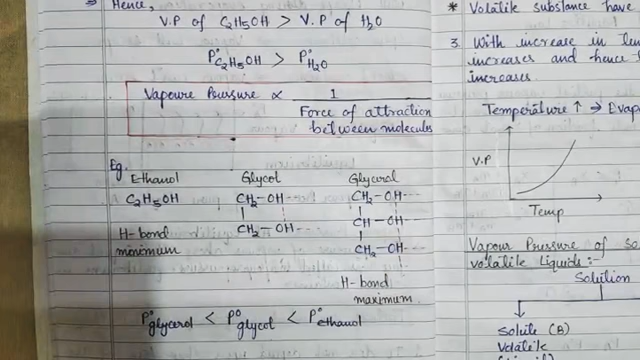 ⇒ Hence,
V.P of C₂H₅OH > V.P of H₂O
P°C₂H₅OH > P°H₂O
Vapoure Pressure ∝ 1
Force of attraction
between molecules
Eg.
Ethanol Glycol Glycerol
C₂H₅OH CH₂-OH--- CH₂-OH---
CH-OH---
H-bond CH₂-OH---
minimum CH₂-OH
H-bond
maximum.
P°glycerol < P°glycol < P°ethanol
* Volatile substance have
3. With increase in
increases and hence
increases.
Temperature ↑ → Evapo
V.P
Temp
Vapour Pressure of so
volatile Liquids:-
Solution
Solute (B)
Volatile